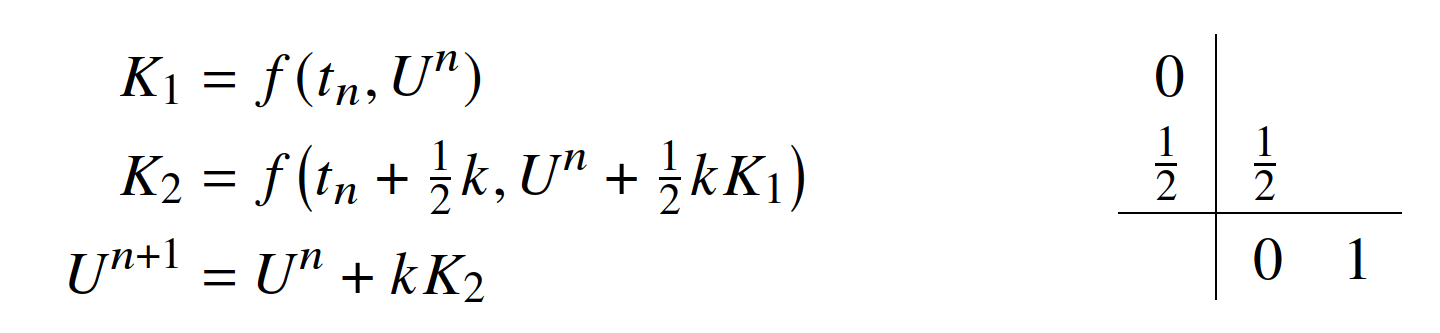 K₁ = f(tₙ, Uⁿ)
K₂ = f(tₙ + ½k, Uⁿ + ½kK₁)
Uⁿ⁺¹ = Uⁿ + kK₂
0
½ ½
0 1